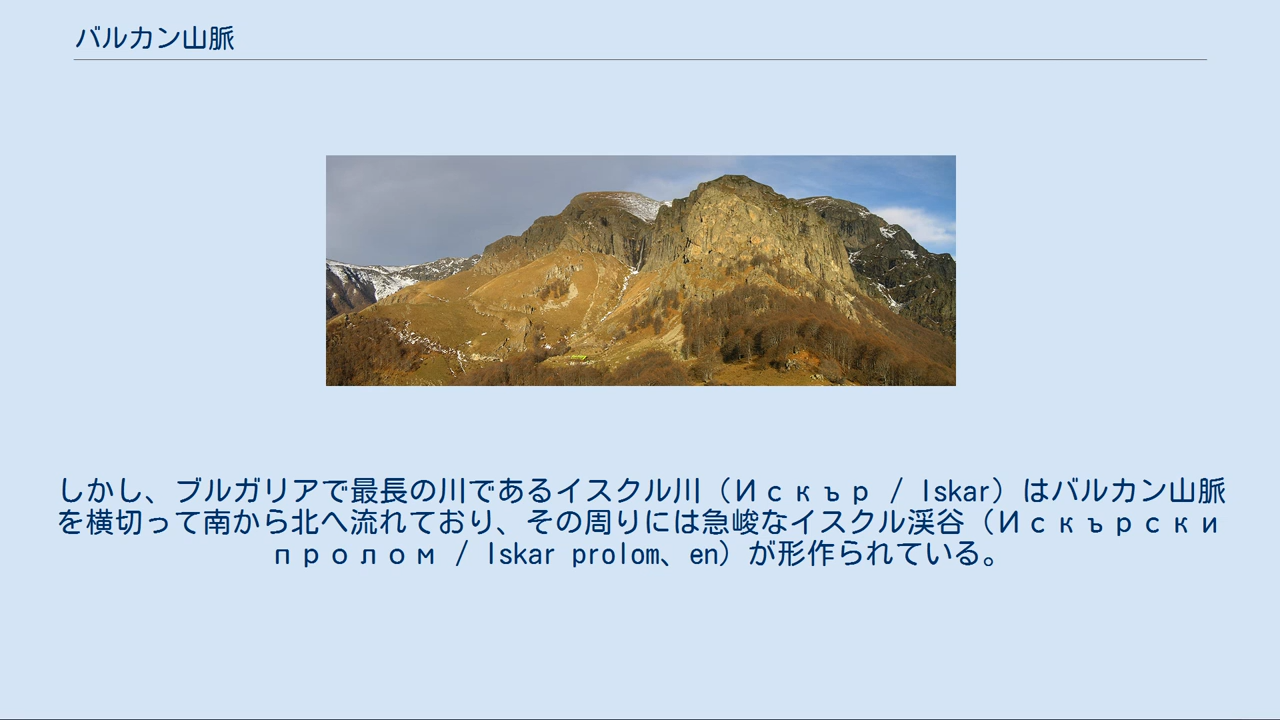 バルカン山脈
しかし、ブルガリアで最長の川であるイスクル川（Искър / Iskar）はバルカン山脈
を横切って南から北へ流れており、その周りには急峻なイスクル渓谷（Искърски
пролом / Iskar prolom、en）が形作られている。